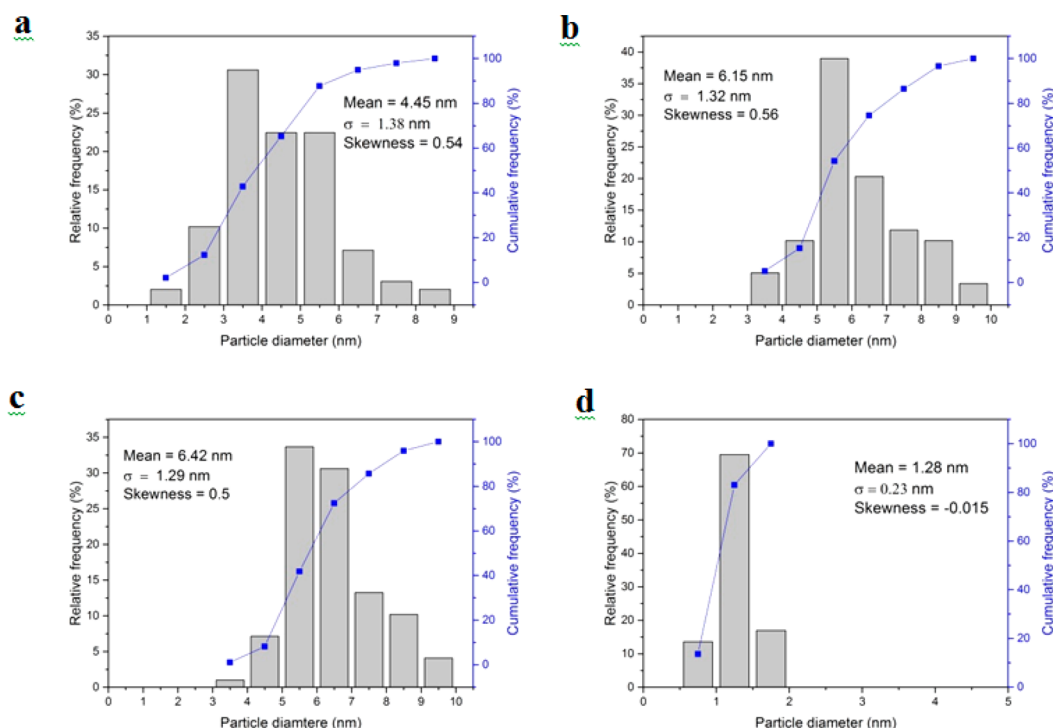 a
35
30
25
20
15
10
5
0
Relative frequency (%)
100
80
60
40
20
0
Cumulative frequency (%)
Mean = 4.45 nm
σ = 1.38 nm
Skewness = 0.54
0 1 2 3 4 5 6 7 8 9
Particle diameter (nm)
b
40
35
30
25
20
15
10
5
0
Relative frequency (%)
100
80
60
40
20
0
Cumulative frequency (%)
Mean = 6.15 nm
σ = 1.32 nm
Skewness = 0.56
0 1 2 3 4 5 6 7 8 9 10
Particle diameter (nm)
c
35
30
25
20
15
10
5
0
Relative frequency (%)
100
80
60
40
20
0
Cumulative frequency (%)
Mean = 6.42 nm
σ = 1.29 nm
Skewness = 0.5
0 1 2 3 4 5 6 7 8 9 10
Particle diamtere (nm)
d
80
70
60
50
40
30
20
10
0
Relative frequency (%)
100
80
60
40
20
0
Cumulative frequency (%)
Mean = 1.28 nm
σ = 0.23 nm
Skewness = -0.015
0 1 2 3 4 5
Particle diameter (nm)